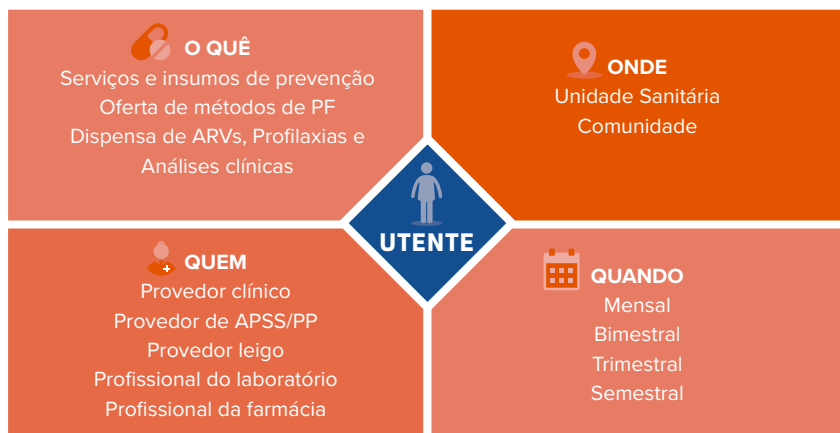 O QUÊ
Serviços e insumos de prevenção
Oferta de métodos de PF
Dispensa de ARVs, Profilaxias e
Análises clínicas
ONDE
Unidade Sanitária
Comunidade
UTENTE
QUEM
Provedor clínico
Provedor de APSS/PP
Provedor leigo
Profissional do laboratório
Profissional da farmácia
QUANDO
Mensal
Bimestral
Trimestral
Semestral